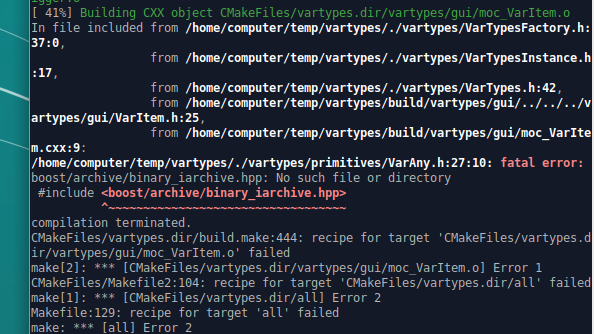 [ 41%] Building CXX object CMakeFiles/vartypes.dir/vartypes/gui/moc_VarItem.o
In file included from /home/computer/temp/vartypes/./vartypes/VarTypesFactory.h:
37:0,
from /home/computer/temp/vartypes/./vartypes/VarTypesInstance.h
:17,
from /home/computer/temp/vartypes/./vartypes/VarTypes.h:42,
from /home/computer/temp/vartypes/build/vartypes/gui/../../../v
artypes/gui/VarItem.h:25,
from /home/computer/temp/vartypes/build/vartypes/gui/moc_VarIte
m.cxx:9:
/home/computer/temp/vartypes/./vartypes/primitives/VarAny.h:27:10: fatal error:
boost/archive/binary_iarchive.hpp: No such file or directory
#include <boost/archive/binary_iarchive.hpp>
^~~~~~~~~~~~~~~~~~~~~~~~~~~~~~~~~~~
compilation terminated.
CMakeFiles/vartypes.dir/build.make:444: recipe for target 'CMakeFiles/vartypes.d
ir/vartypes/gui/moc_VarItem.o' failed
make[2]: *** [CMakeFiles/vartypes.dir/vartypes/gui/moc_VarItem.o] Error 1
CMakeFiles/Makefile2:104: recipe for target 'CMakeFiles/vartypes.dir/all' failed
make[1]: *** [CMakeFiles/vartypes.dir/all] Error 2
Makefile:129: recipe for target 'all' failed
make: *** [all] Error 2